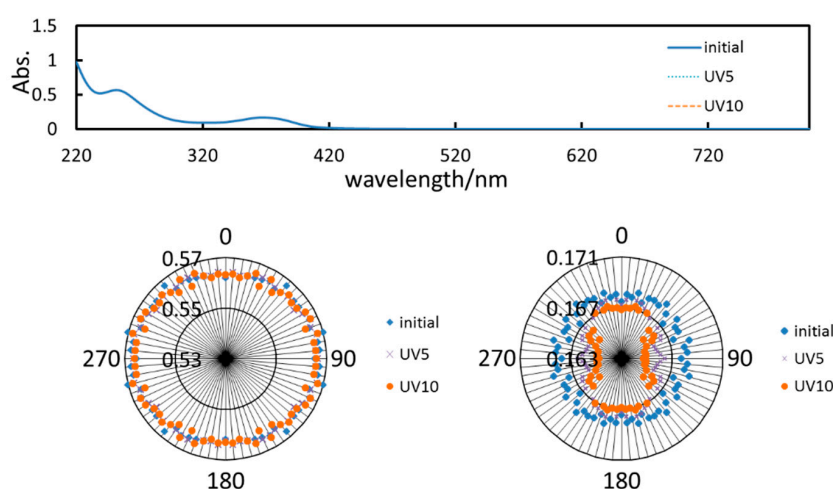 1.5
1
0.5
0
Abs.
initial
UV5
UV10
220 320 420 520 620 720
wavelength/nm
0
0.57
0.55
0.53
270
90
180
initial
UV5
UV10
0
0.171
0.167
0.163
270
90
180
initial
UV5
UV10